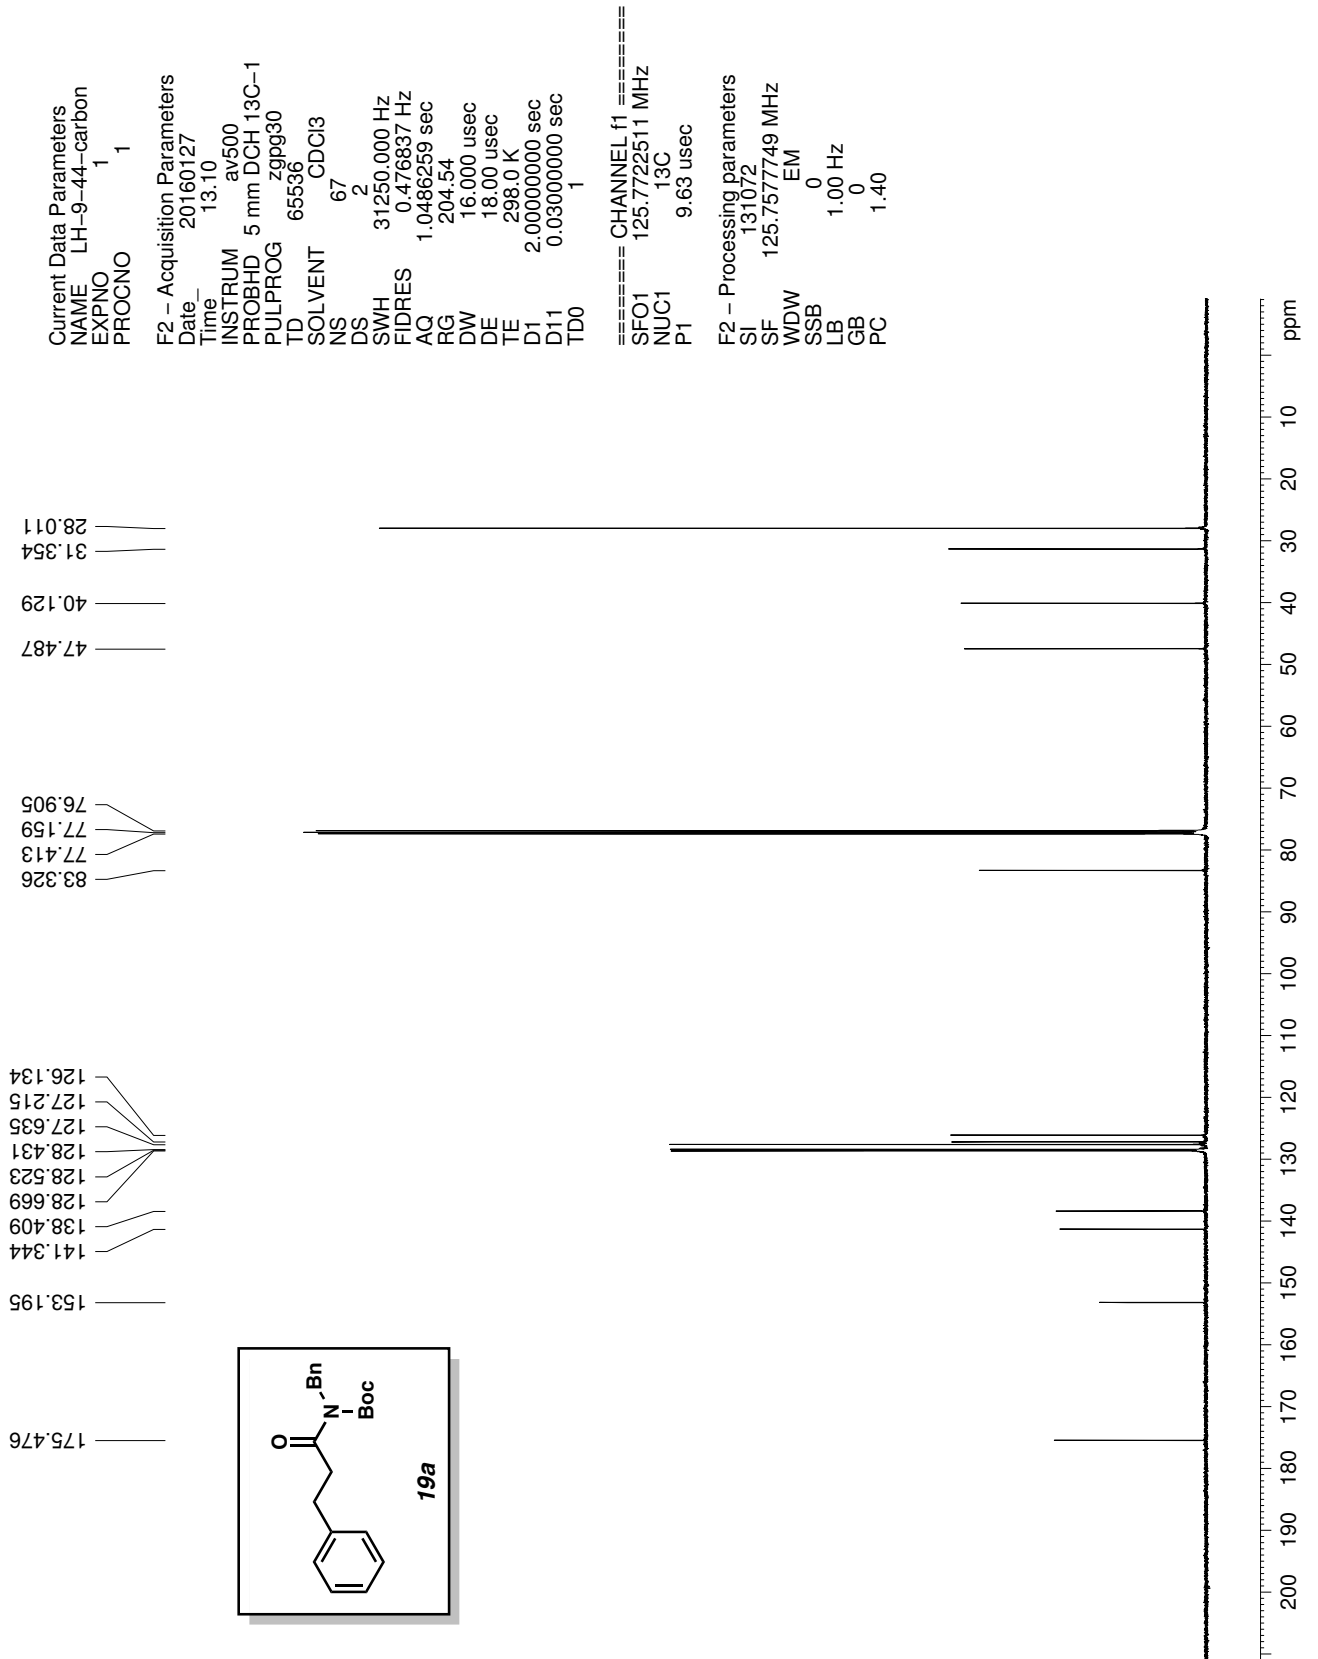 Current Data Parameters
NAME LH-9-44-carbon
EXPNO 1
PROCNO 1
F2 - Acquisition Parameters
Date_ 20160127
Time 13.10
INSTRUM av500
PROBHD 5 mm DCH 13C-1
PULPROG zgpg30
TD 65536
SOLVENT CDCl3
NS 67
DS 2
SWH 31250.000 Hz
FIDRES 0.476837 Hz
AQ 1.0486259 sec
RG 204.54
DW 16.000 usec
DE 18.00 usec
TE 298.0 K
D1 2.00000000 sec
D11 0.03000000 sec
TD0 1
======== CHANNEL f1 ========
SFO1 125.7722511 MHz
NUC1 13C
P1 9.63 usec
F2 - Processing parameters
SI 131072
SF 125.7577749 MHz
WDW EM
SSB 0
LB 1.00 Hz
GB 0
PC 1.40
175.476
153.195
141.344
138.409
128.669
128.523
128.431
127.635
127.215
126.134
83.326
77.413
77.159
76.905
47.487
40.129
31.354
28.011
O
N
Bn
Boc
19a
200 190 180 170 160 150 140 130 120 110 100 90 80 70 60 50 40 30 20 10 ppm